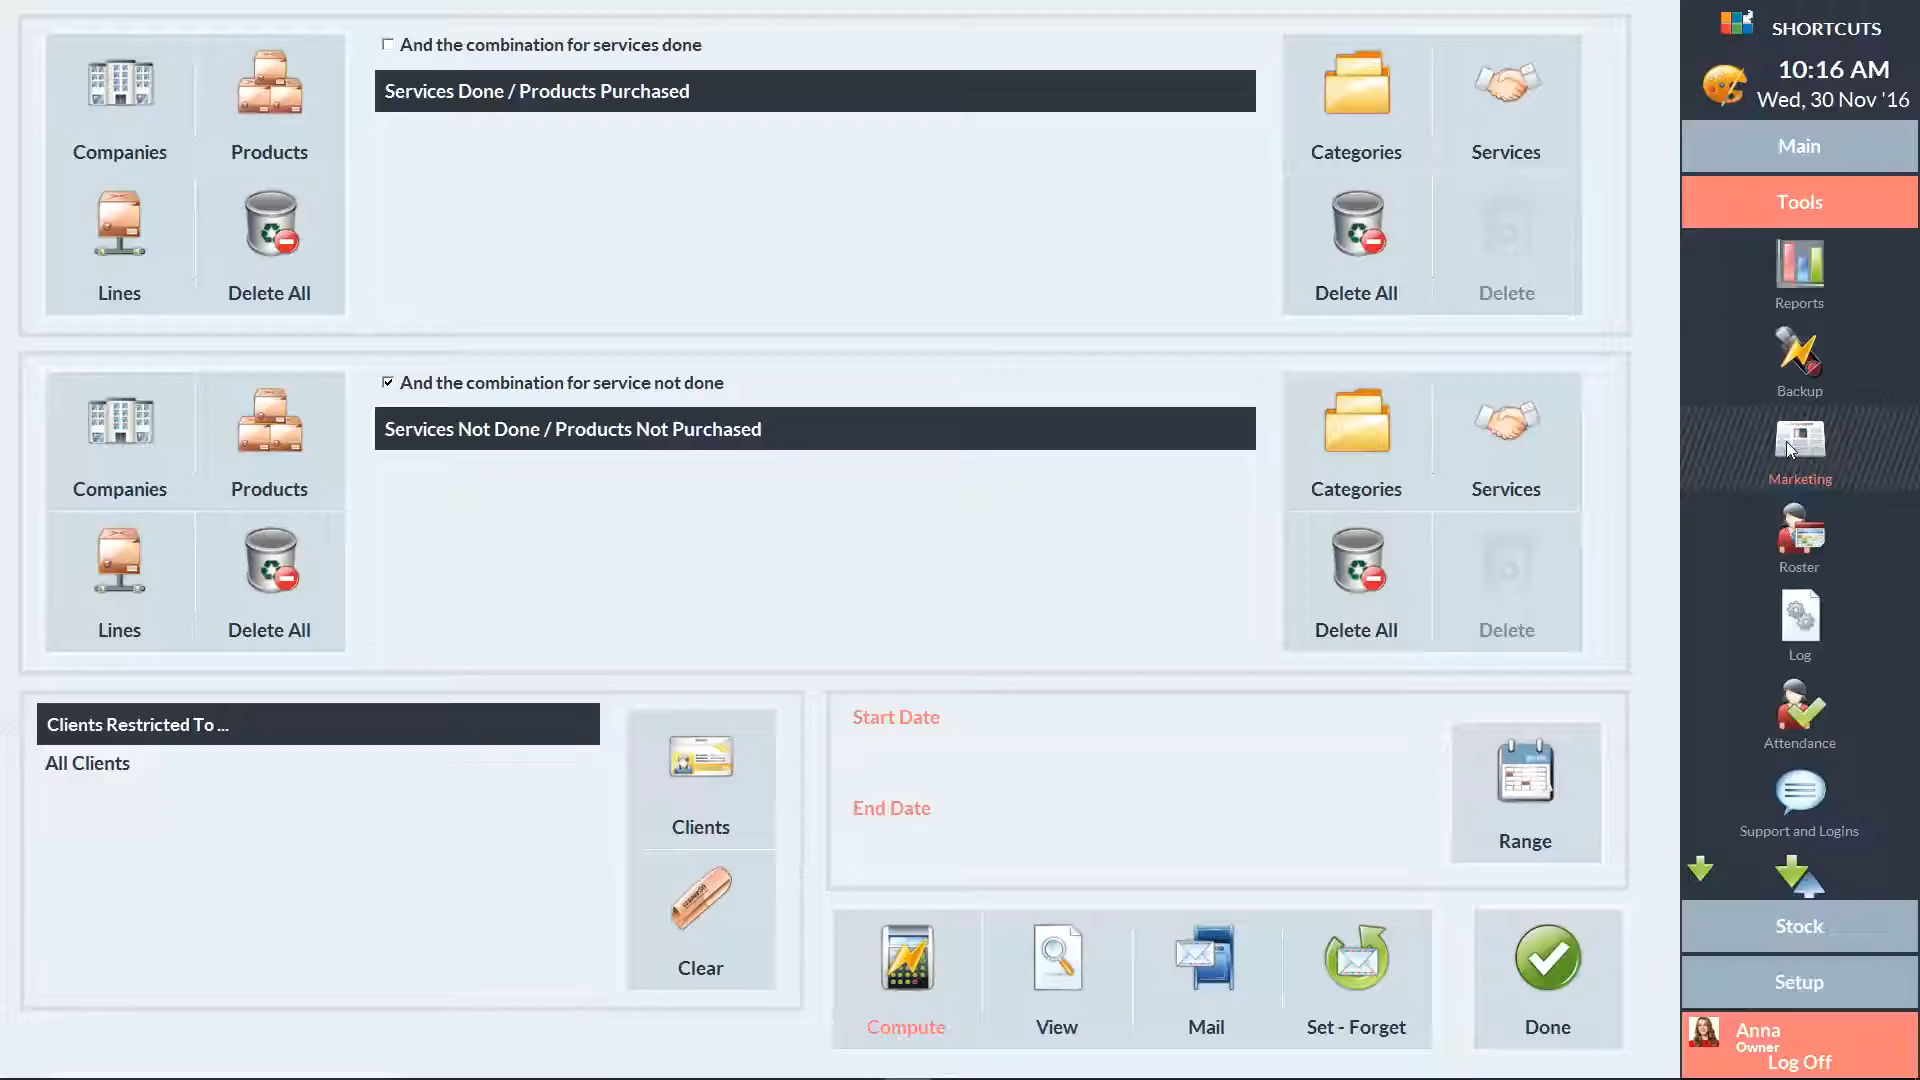 And the combination for services done
Services Done / Products Purchased
Companies
Products
Lines
Delete All
Categories
Services
Delete All
Delete
And the combination for service not done
Services Not Done / Products Not Purchased
Companies
Products
Lines
Delete All
Categories
Services
Delete All
Delete
Clients Restricted To ...
All Clients
Clients
Clear
Start Date
End Date
Range
Compute
View
Mail
Set - Forget
Done
SHORTCUTS
10:16 AM
Wed, 30 Nov '16
Main
Tools
Reports
Backup
Marketing
Roster
Log
Attendance
Support and Logins
Stock
Setup
Anna
Owner
Log Off